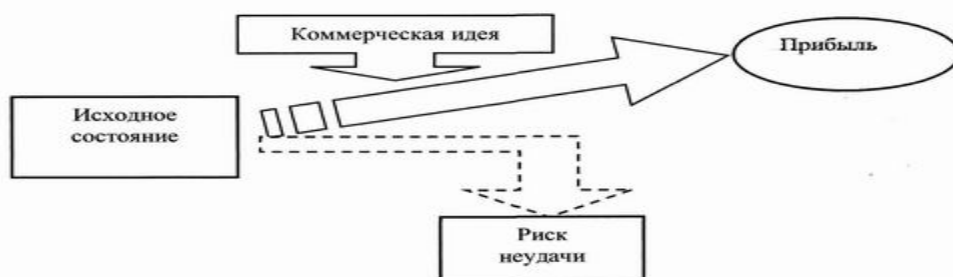 Коммерческая идея
Прибыль
Исходное
состояние
Риск
неудачи